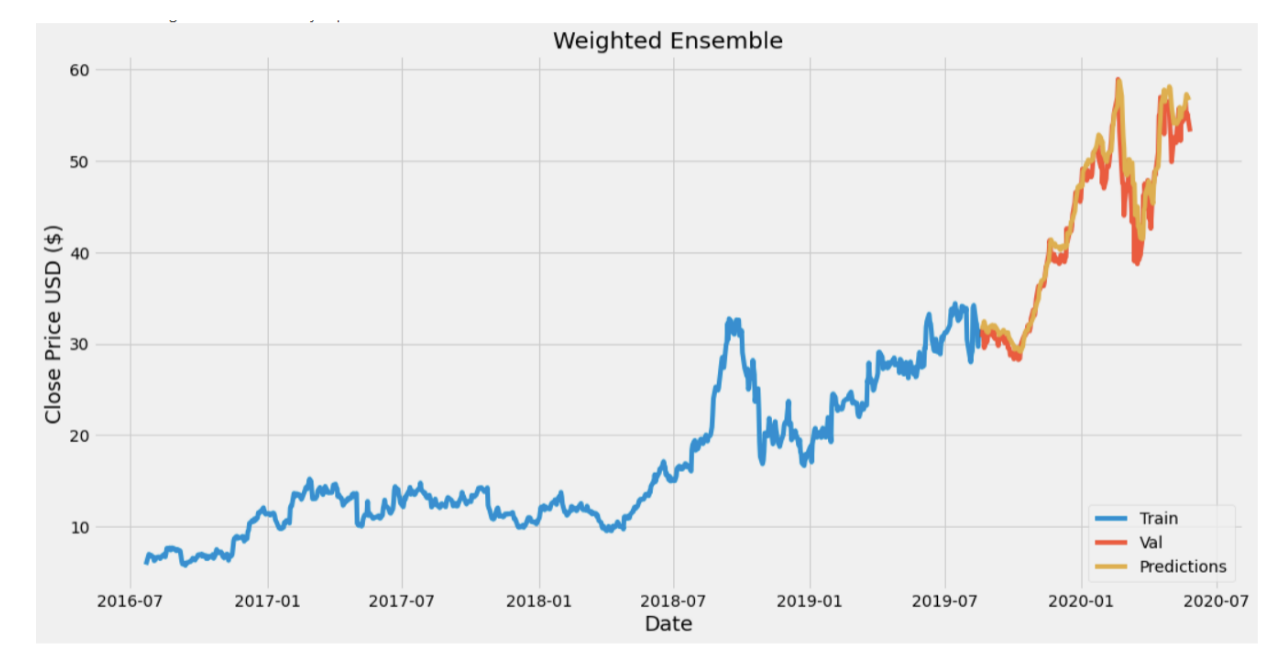 Weighted Ensemble
60
50
40
30
20
10
Close Price USD ($)
2016-07 2017-01 2017-07 2018-01 2018-07 2019-01 2019-07 2020-01 2020-07
Date
Train
Val
Predictions